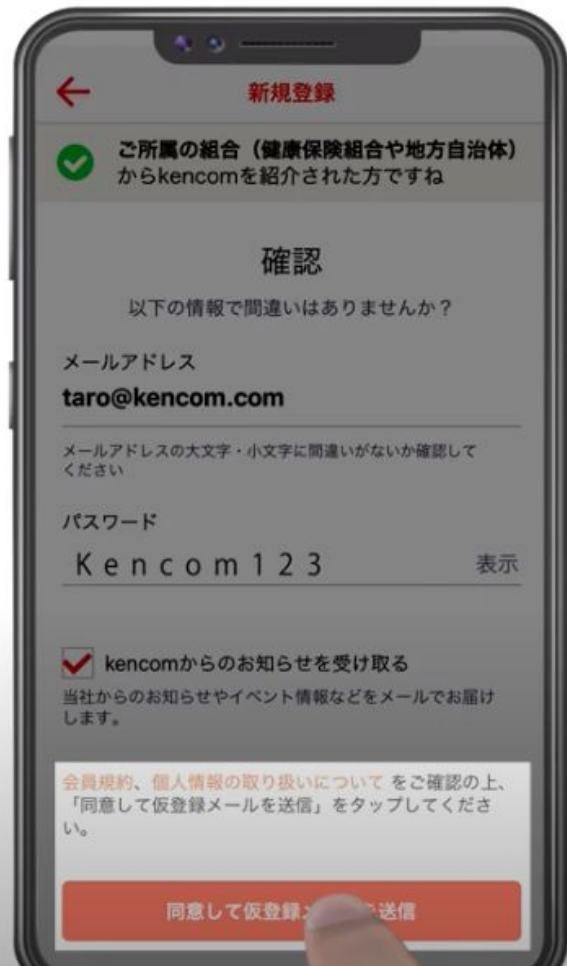 新規登録
ご所属の組合（健康保険組合や地方自治体）
からkencomを紹介された方ですね
確認
以下の情報で間違いはありませんか？
メールアドレス
taro@kencom.com
メールアドレスの大文字・小文字に間違いがないか確認して
ください
パスワード
Kencom123 表示
kencomからのお知らせを受け取る
当社からのお知らせやイベント情報などをメールでお届け
します。
会員規約、個人情報の取り扱いについて をご確認の上、
「同意して仮登録メールを送信」をタップしてくださ
い。
同意して仮登録 送信